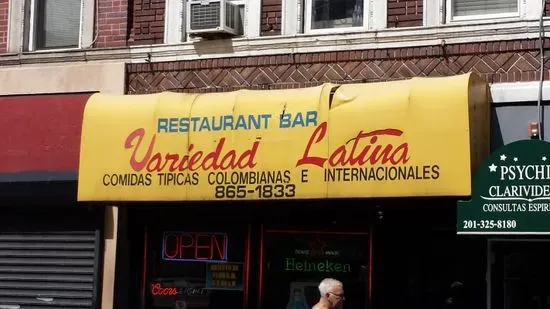 RESTAURANT BAR
Variedad Latina
COMIDAS TIPICAS COLOMBIANAS E INTERNACIONALES
865-1833
OPEN
Coors LIGHT
Heineken
PSYCHI
CLARIVIDE
CONSULTAS ESPIR
201-325-8180